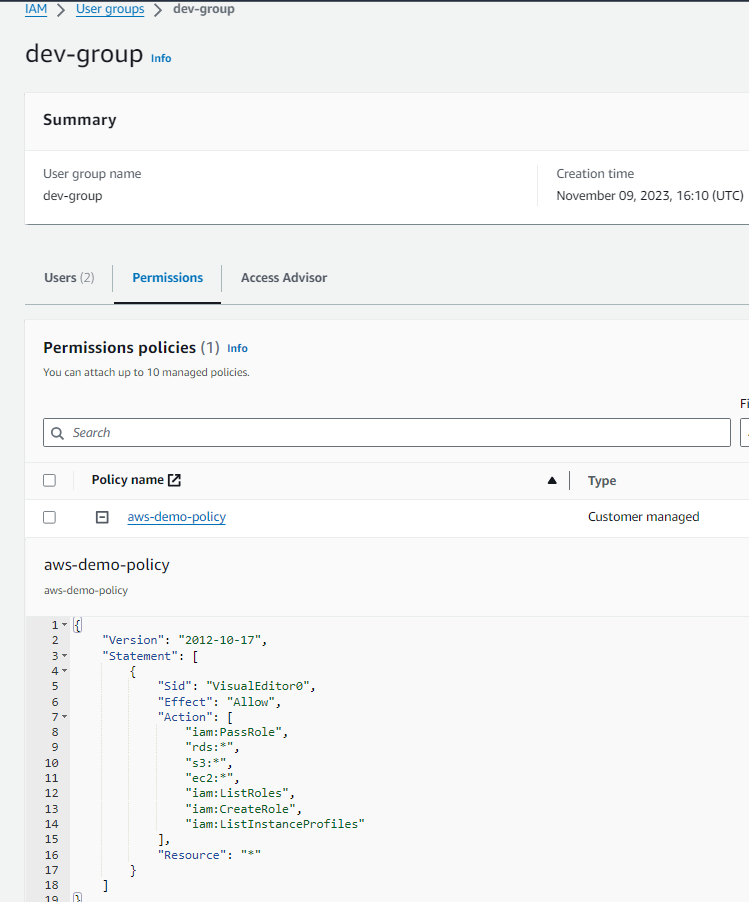 IAM > User groups > dev-group
dev-group Info
Summary
User group name
dev-group
Creation time
November 09, 2023, 16:10 (UTC)
Users (2) Permissions Access Advisor
Permissions policies (1) Info
You can attach up to 10 managed policies.
Fi
Search
Policy name Type
aws-demo-policy Customer managed
aws-demo-policy
aws-demo-policy
1 {
2 "Version": "2012-10-17",
3 "Statement": [
4 {
5 "Sid": "VisualEditor0",
6 "Effect": "Allow",
7 "Action": [
8 "iam:PassRole",
9 "rds:*",
10 "s3:*",
11 "ec2:*",
12 "iam:ListRoles",
13 "iam:CreateRole",
14 "iam:ListInstanceProfiles"
15 ],
16 "Resource": "*"
17 }
18 ]
19 }